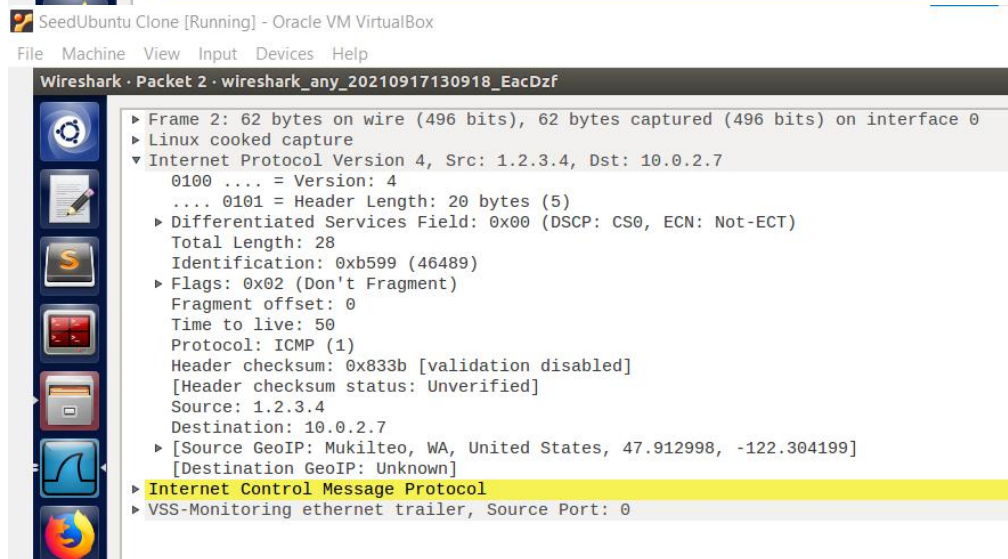 SeedUbuntu Clone [Running] - Oracle VM VirtualBox
File Machine View Input Devices Help
Wireshark · Packet 2 · wireshark_any_20210917130918_EacDzf
Frame 2: 62 bytes on wire (496 bits), 62 bytes captured (496 bits) on interface 0
Linux cooked capture
Internet Protocol Version 4, Src: 1.2.3.4, Dst: 10.0.2.7
0100 .... = Version: 4
.... 0101 = Header Length: 20 bytes (5)
Differentiated Services Field: 0x00 (DSCP: CS0, ECN: Not-ECT)
Total Length: 28
Identification: 0xb599 (46489)
Flags: 0x02 (Don't Fragment)
Fragment offset: 0
Time to live: 50
Protocol: ICMP (1)
Header checksum: 0x833b [validation disabled]
[Header checksum status: Unverified]
Source: 1.2.3.4
Destination: 10.0.2.7
[Source GeoIP: Mukilteo, WA, United States, 47.912998, -122.304199]
[Destination GeoIP: Unknown]
Internet Control Message Protocol
VSS-Monitoring ethernet trailer, Source Port: 0